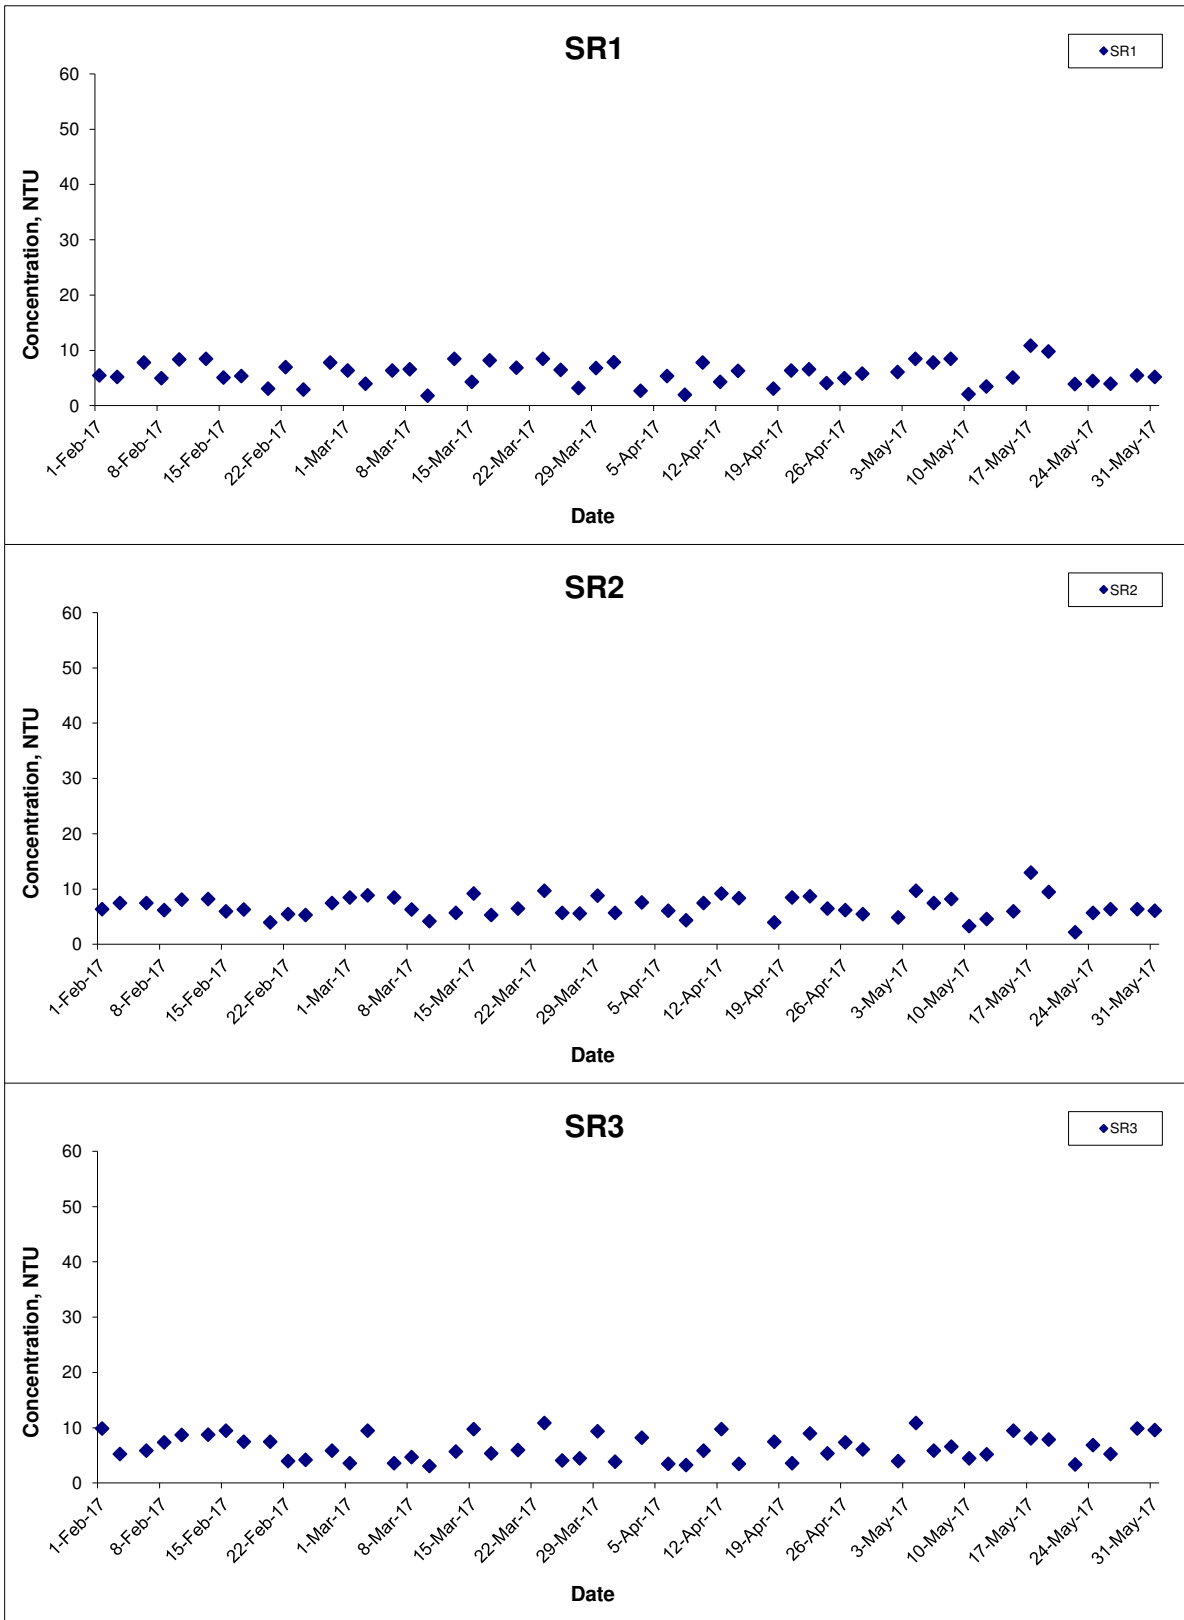 SR1
SR1
60
50
40
30
20
10
0
Concentration, NTU
1-Feb-17
8-Feb-17
15-Feb-17
22-Feb-17
1-Mar-17
8-Mar-17
15-Mar-17
22-Mar-17
29-Mar-17
5-Apr-17
12-Apr-17
19-Apr-17
26-Apr-17
3-May-17
10-May-17
17-May-17
24-May-17
31-May-17
Date
SR2
SR2
60
50
40
30
20
10
0
Concentration, NTU
1-Feb-17
8-Feb-17
15-Feb-17
22-Feb-17
1-Mar-17
8-Mar-17
15-Mar-17
22-Mar-17
29-Mar-17
5-Apr-17
12-Apr-17
19-Apr-17
26-Apr-17
3-May-17
10-May-17
17-May-17
24-May-17
31-May-17
Date
SR3
SR3
60
50
40
30
20
10
0
Concentration, NTU
1-Feb-17
8-Feb-17
15-Feb-17
22-Feb-17
1-Mar-17
8-Mar-17
15-Mar-17
22-Mar-17
29-Mar-17
5-Apr-17
12-Apr-17
19-Apr-17
26-Apr-17
3-May-17
10-May-17
17-May-17
24-May-17
31-May-17
Date